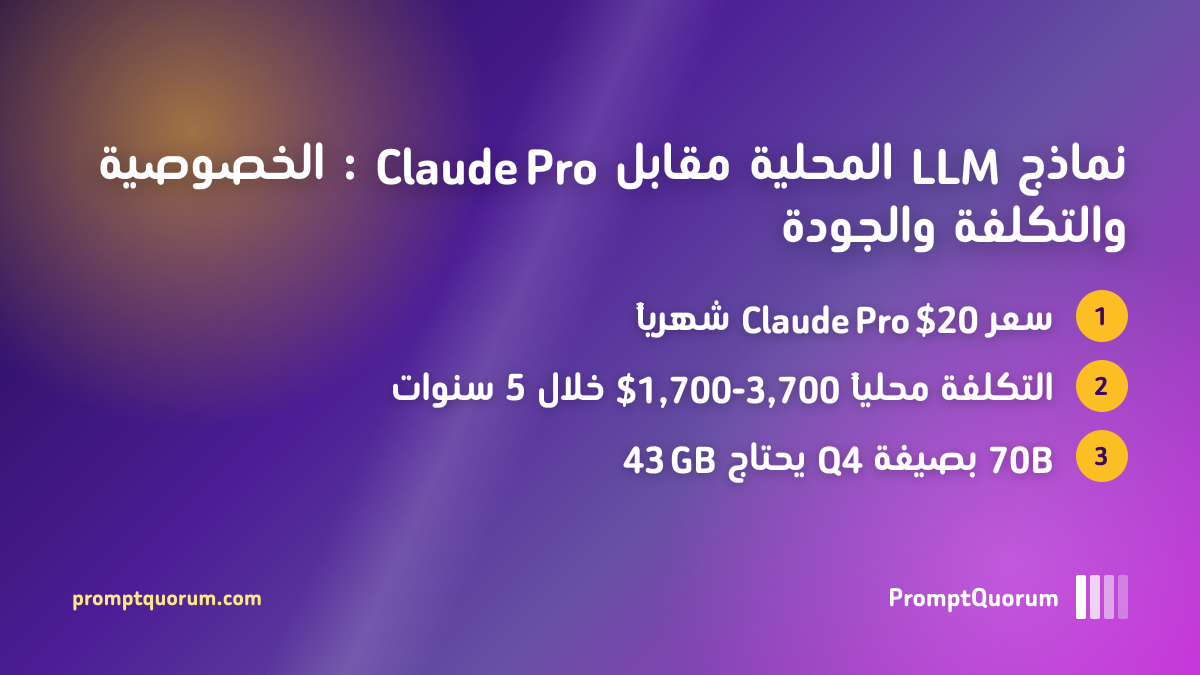 نماذج LLM المحلية مقابل Claude Pro : الخصوصية
والتكلفة والجودة
1 سعر Claude Pro $20 شهرياً
2 التكلفة محلياً $1,700-3,700 خلال 5 سنوات
3 70B بصيغة Q4 يحتاج 43 GB
PromptQuorum
promptquorum.com